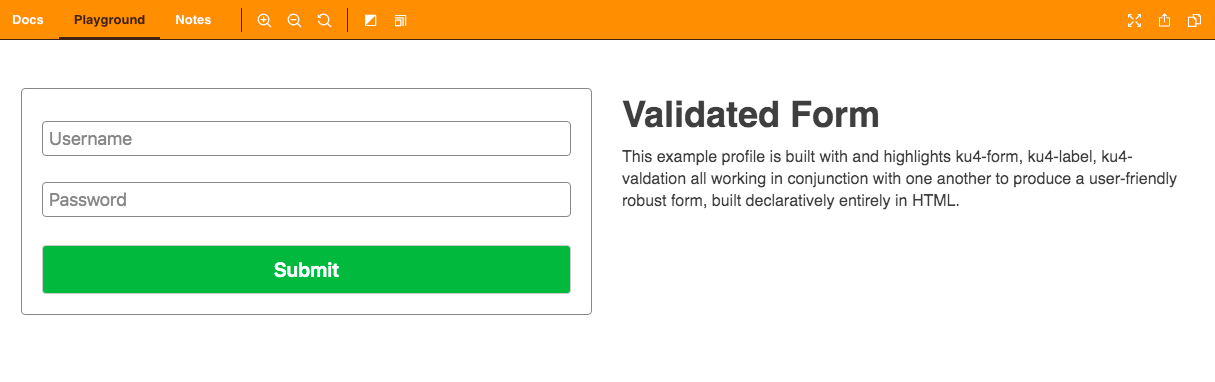 Docs Playground Notes
Username
Password
Submit
Validated Form
This example profile is built with and highlights ku4-form, ku4-label, ku4-
valdation all working in conjunction with one another to produce a user-friendly
robust form, built declaratively entirely in HTML.